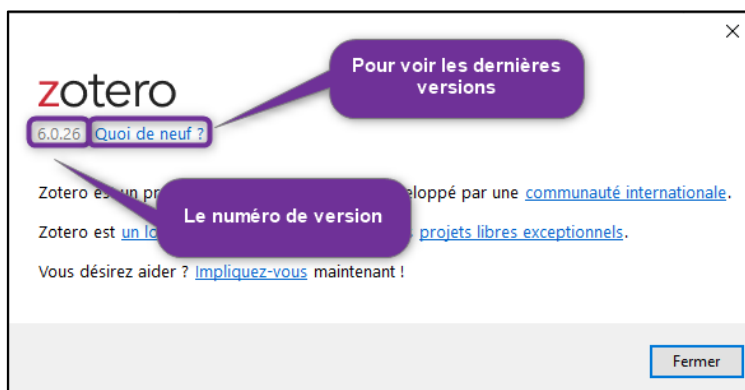 Pour voir les dernières
versions
zotero
6.0.26 Quoi de neuf ?
Zotero es un pr eloppé par une communauté internationale.
Le numéro de version
Zotero est un lo projets libres exceptionnels.
Vous désirez aider ? Impliquez-vous maintenant !
Fermer